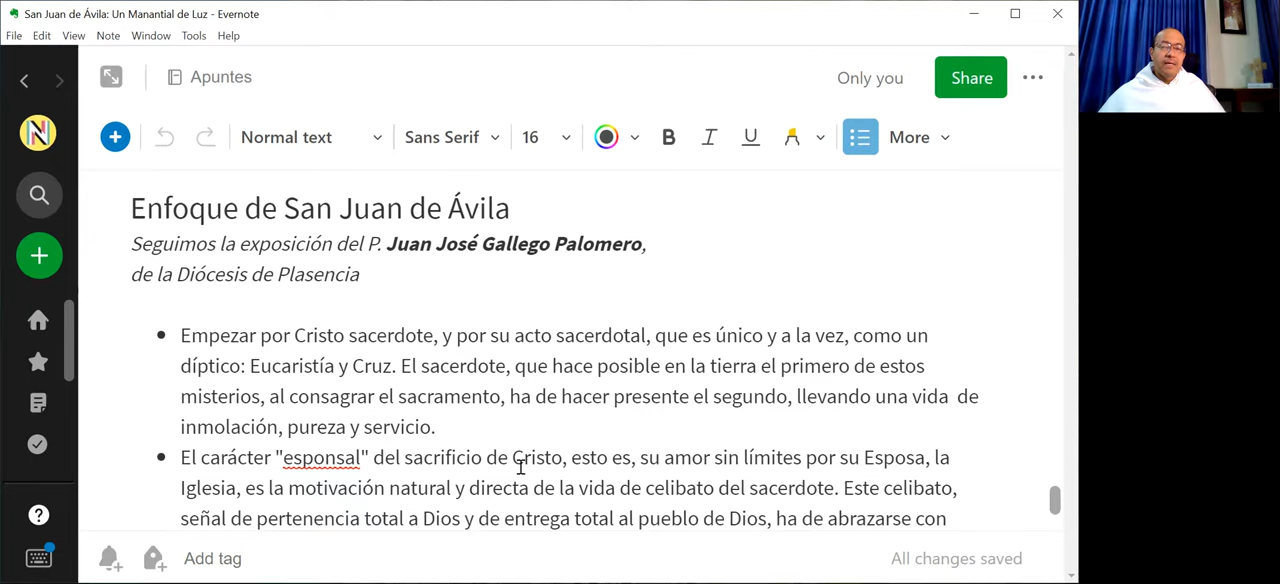 San Juan de Ávila: Un Manantial de Luz - Evernote
File Edit View Note Window Tools Help
Apuntes
Only you
Share
Normal text
Sans Serif
16
B I U
More
Enfoque de San Juan de Ávila
Seguimos la exposición del P. Juan José Gallego Palomero,
de la Diócesis de Plasencia
Empezar por Cristo sacerdote, y por su acto sacerdotal, que es único y a la vez, como un
díptico: Eucaristía y Cruz. El sacerdote, que hace posible en la tierra el primero de estos
misterios, al consagrar el sacramento, ha de hacer presente el segundo, llevando una vida de
inmolación, pureza y servicio.
El carácter "esponsal" del sacrificio de Cristo, esto es, su amor sin límites por su Esposa, la
Iglesia, es la motivación natural y directa de la vida de celibato del sacerdote. Este celibato,
señal de pertenencia total a Dios y de entrega total al pueblo de Dios, ha de abrazarse con
Add tag
All changes saved